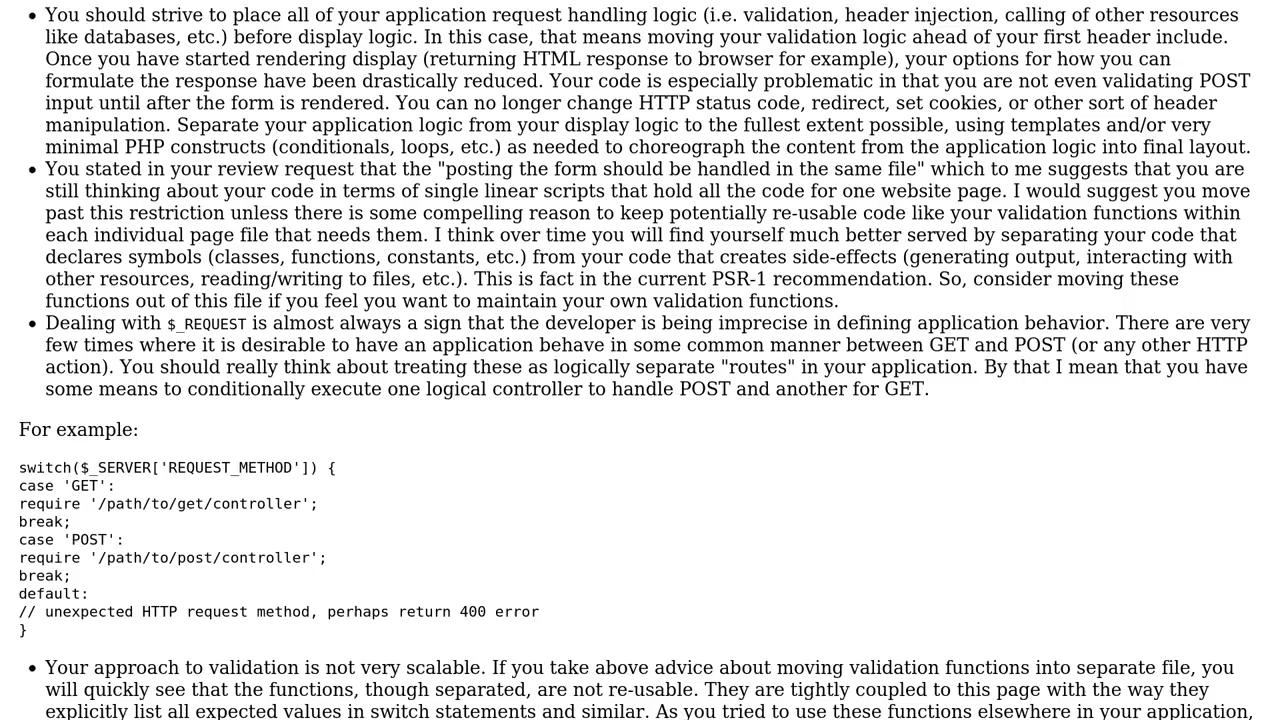 • You should strive to place all of your application request handling logic (i.e. validation, header injection, calling of other resources
like databases, etc.) before display logic. In this case, that means moving your validation logic ahead of your first header include.
Once you have started rendering display (returning HTML response to browser for example), your options for how you can
formulate the response have been drastically reduced. Your code is especially problematic in that you are not even validating POST
input until after the form is rendered. You can no longer change HTTP status code, redirect, set cookies, or other sort of header
manipulation. Separate your application logic from your display logic to the fullest extent possible, using templates and/or very
minimal PHP constructs (conditionals, loops, etc.) as needed to choreograph the content from the application logic into final layout.
• You stated in your review request that the "posting the form should be handled in the same file" which to me suggests that you are
still thinking about your code in terms of single linear scripts that hold all the code for one website page. I would suggest you move
past this restriction unless there is some compelling reason to keep potentially re-usable code like your validation functions within
each individual page file that needs them. I think over time you will find yourself much better served by separating your code that
declares symbols (classes, functions, constants, etc.) from your code that creates side-effects (generating output, interacting with
other resources, reading/writing to files, etc.). This is fact in the current PSR-1 recommendation. So, consider moving these
functions out of this file if you feel you want to maintain your own validation functions.
• Dealing with $_REQUEST is almost always a sign that the developer is being imprecise in defining application behavior. There are very
few times where it is desirable to have an application behave in some common manner between GET and POST (or any other HTTP
action). You should really think about treating these as logically separate "routes" in your application. By that I mean that you have
some means to conditionally execute one logical controller to handle POST and another for GET.
For example:
switch($_SERVER['REQUEST_METHOD']) {
case 'GET':
require '/path/to/get/controller';
break;
case 'POST':
require '/path/to/post/controller';
break;
default:
// unexpected HTTP request method, perhaps return 400 error
}
• Your approach to validation is not very scalable. If you take above advice about moving validation functions into separate file, you
will quickly see that the functions, though separated, are not re-usable. They are tightly coupled to this page with the way they
explicitly list all expected values in switch statements and similar. As you tried to use these functions elsewhere in your application,